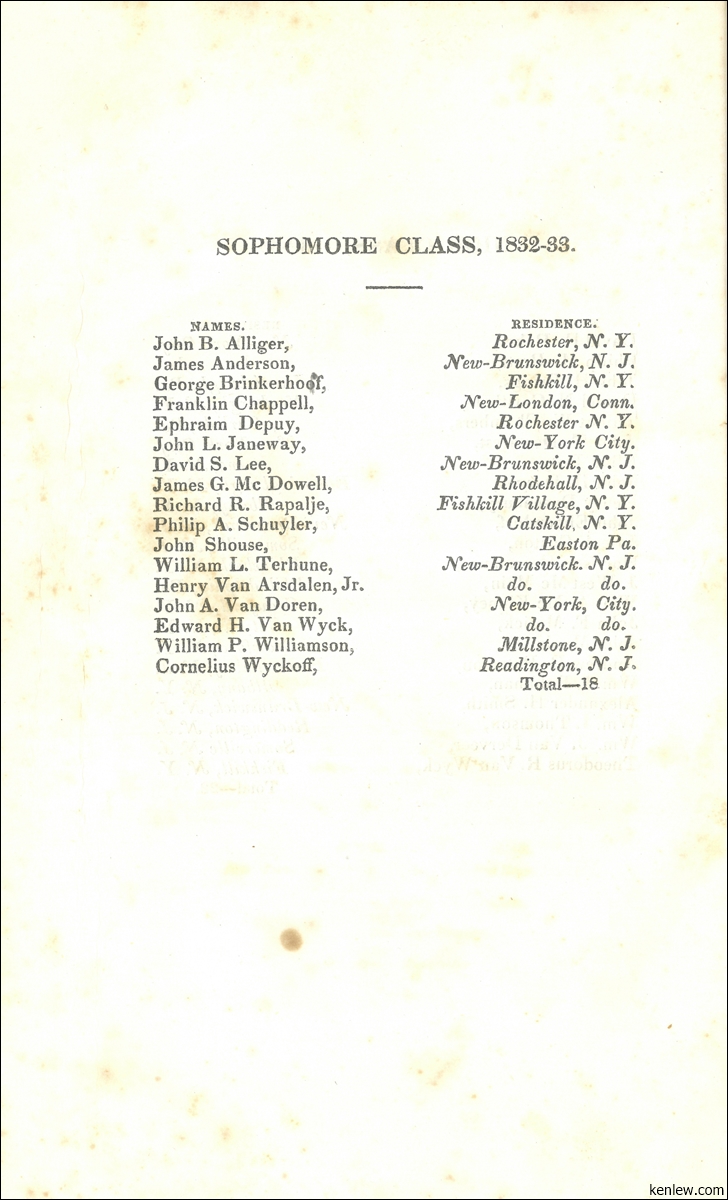 SOPHOMORE CLASS, 1832-33.
NAMES. RESIDENCE.
John B. Alliger, Rochester, N. Y.
James Anderson, New-Brunswick, N. J.
George Brinkerhoof, Fishkill, N. Y.
Franklin Chappell, New-London, Conn.
Ephraim Depuy, Rochester N. Y.
John L. Janeway, New-York City.
David S. Lee, New-Brunswick, N. J.
James G. Mc Dowell, Rhodehall, N. J.
Richard R. Rapalje, Fishkill Village, N. Y.
Philip A. Schuyler, Catskill, N. Y.
John Shouse, Easton Pa.
William L. Terhune, New-Brunswick. N. J.
Henry Van Arsdalen, Jr. do. do.
John A. Van Doren, New-York, City.
Edward H. Van Wyck, do. do.
William P. Williamson, Millstone, N. J.
Cornelius Wyckoff, Readington, N. J.
Total—18
kenlew.com